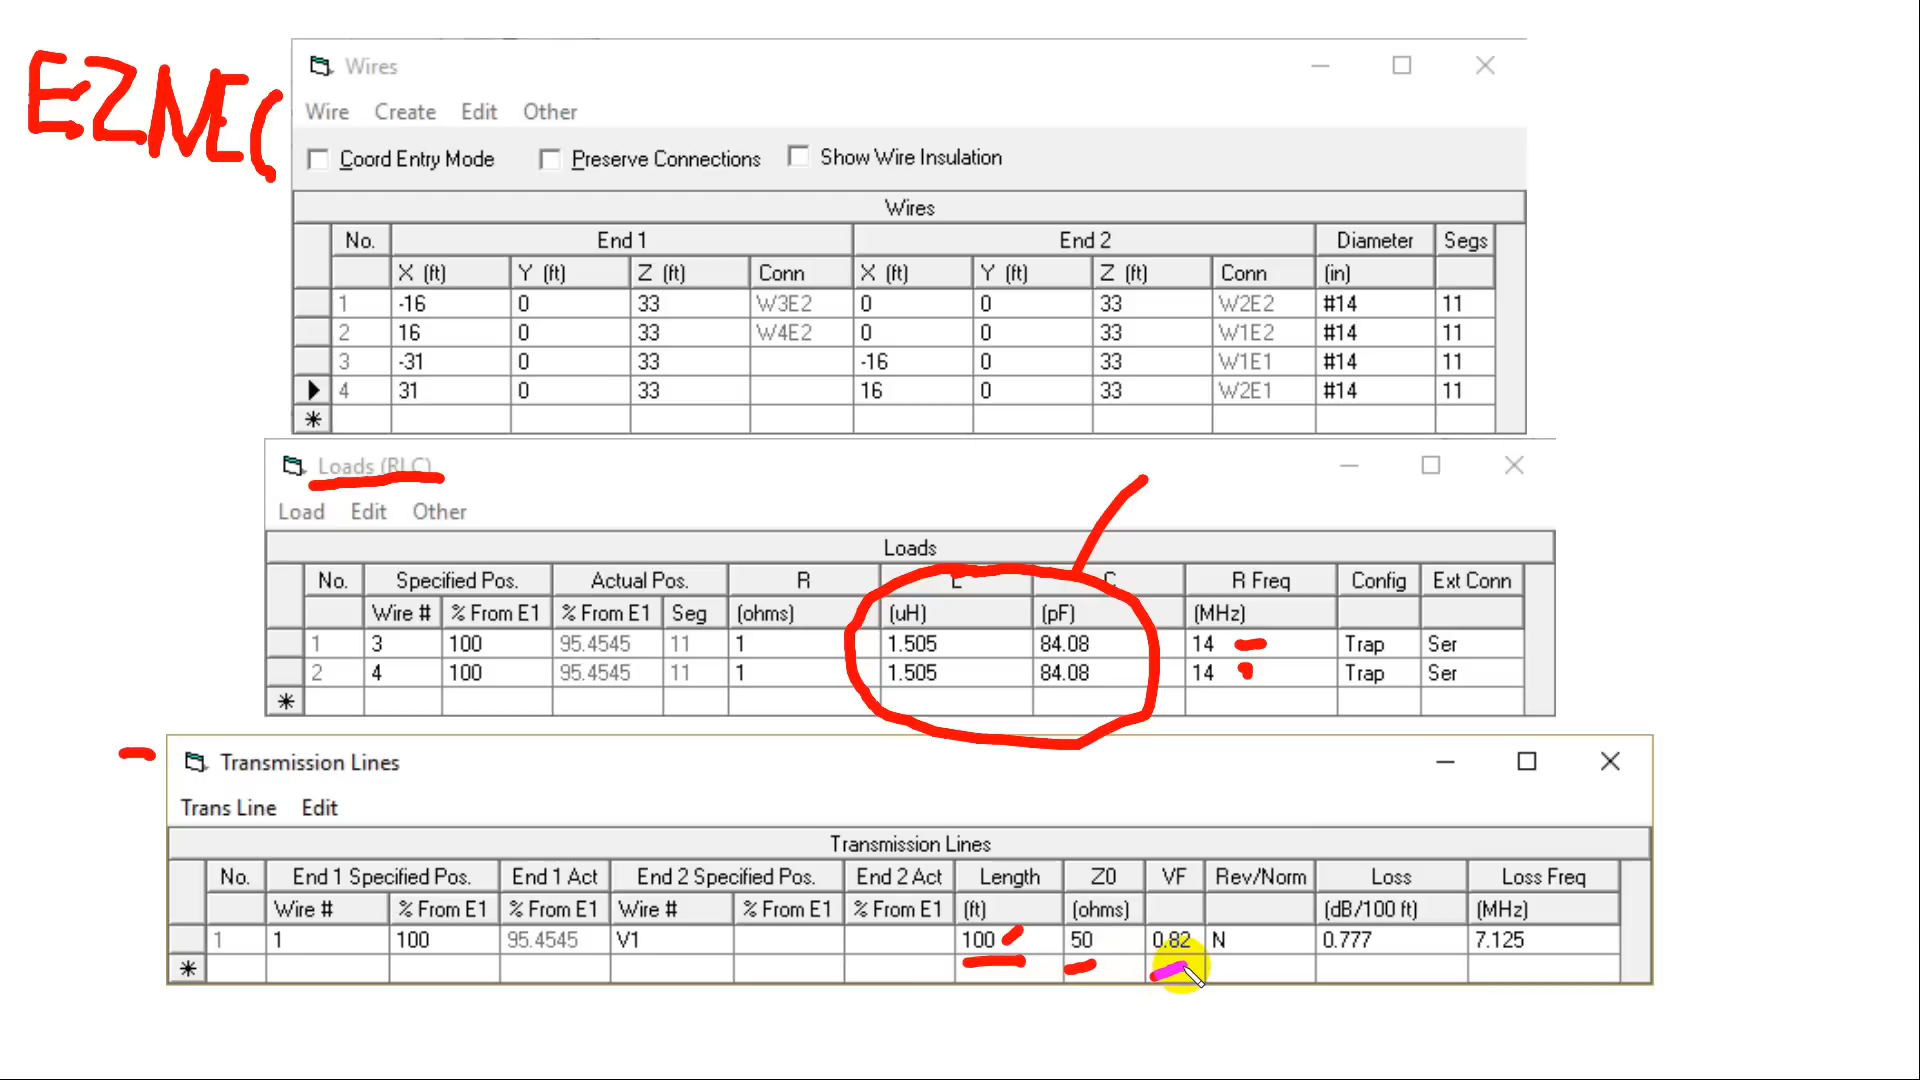 EZNEC
Wires
Wire Create Edit Other
Coord Entry Mode Preserve Connections Show Wire Insulation
Wires
No. End 1 End 2 Diameter Segs
X (ft) Y (ft) Z (ft) Conn X (ft) Y (ft) Z (ft) Conn (in)
1 -16 0 33 W3E2 0 0 33 W2E2 #14 11
2 16 0 33 W4E2 0 0 33 W1E2 #14 11
3 -31 0 33 -16 0 33 W1E1 #14 11
4 31 0 33 16 0 33 W2E1 #14 11
Loads (RLC)
Load Edit Other
Loads
No. Specified Pos. Actual Pos. R L C R Freq Config Ext Conn
Wire # % From E1 % From E1 Seg (ohms) (uH) (pF) (MHz)
1 3 100 95.4545 11 1 1.505 84.08 14 Trap Ser
2 4 100 95.4545 11 1 1.505 84.08 14 Trap Ser
Transmission Lines
Trans Line Edit
Transmission Lines
No. End 1 Specified Pos. End 1 Act End 2 Specified Pos. End 2 Act Length Z0 VF Rev/Norm Loss Loss Freq
Wire # % From E1 % From E1 Wire # % From E1 % From E1 (ft) (ohms) (dB/100 ft) (MHz)
1 1 100 95.4545 V1 100 50 0.82 N 0.777 7.125